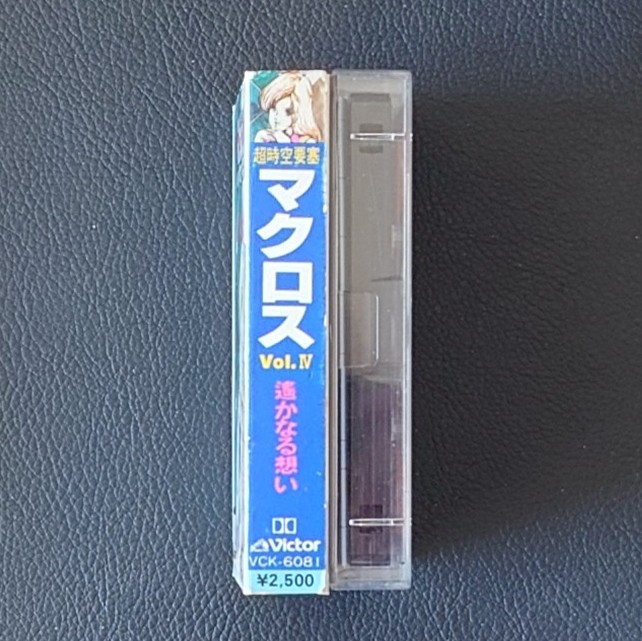 超時空要塞
マクロス
Vol.Ⅳ
遙かなる想い
Victor
VCK-6081
¥2,500